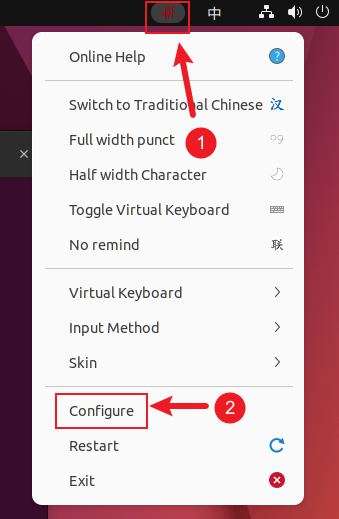 拼 中
Online Help ?
Switch to Traditional Chinese 汉
Full width punct
1
Half width Character
Toggle Virtual Keyboard
No remind 联
Virtual Keyboard
Input Method
Skin
Configure 2
Restart
Exit